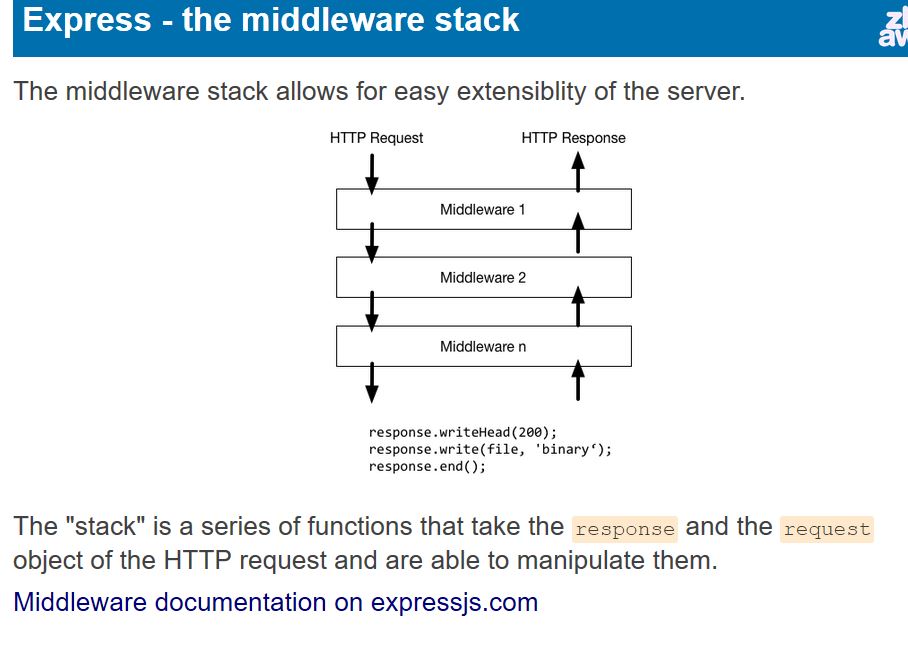 Express - the middleware stack
The middleware stack allows for easy extensiblity of the server.
HTTP Request HTTP Response
Middleware 1
Middleware 2
Middleware n
response.writeHead(200);
response.write(file, 'binary‘);
response.end();
The "stack" is a series of functions that take the response and the request
object of the HTTP request and are able to manipulate them.
Middleware documentation on expressjs.com